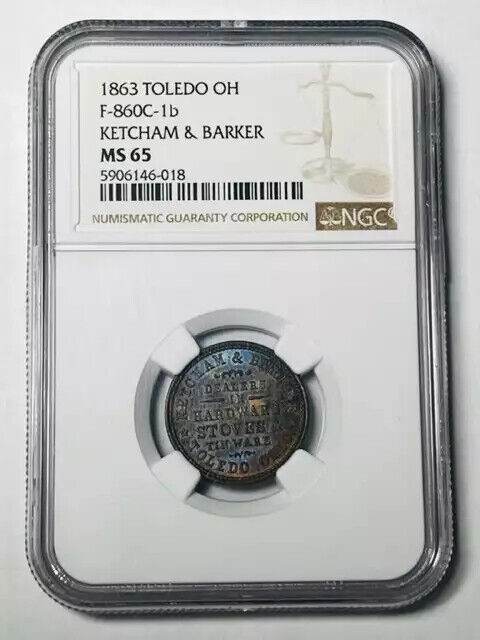 1863 TOLEDO OH
F-860C-1b
KETCHAM & BARKER
MS 65
5906146-018
NUMISMATIC GUARANTY CORPORATION
NGC
& 
DEALERS
IN
HARDWARE
STOVES &
TIN WARE
TOLEDO